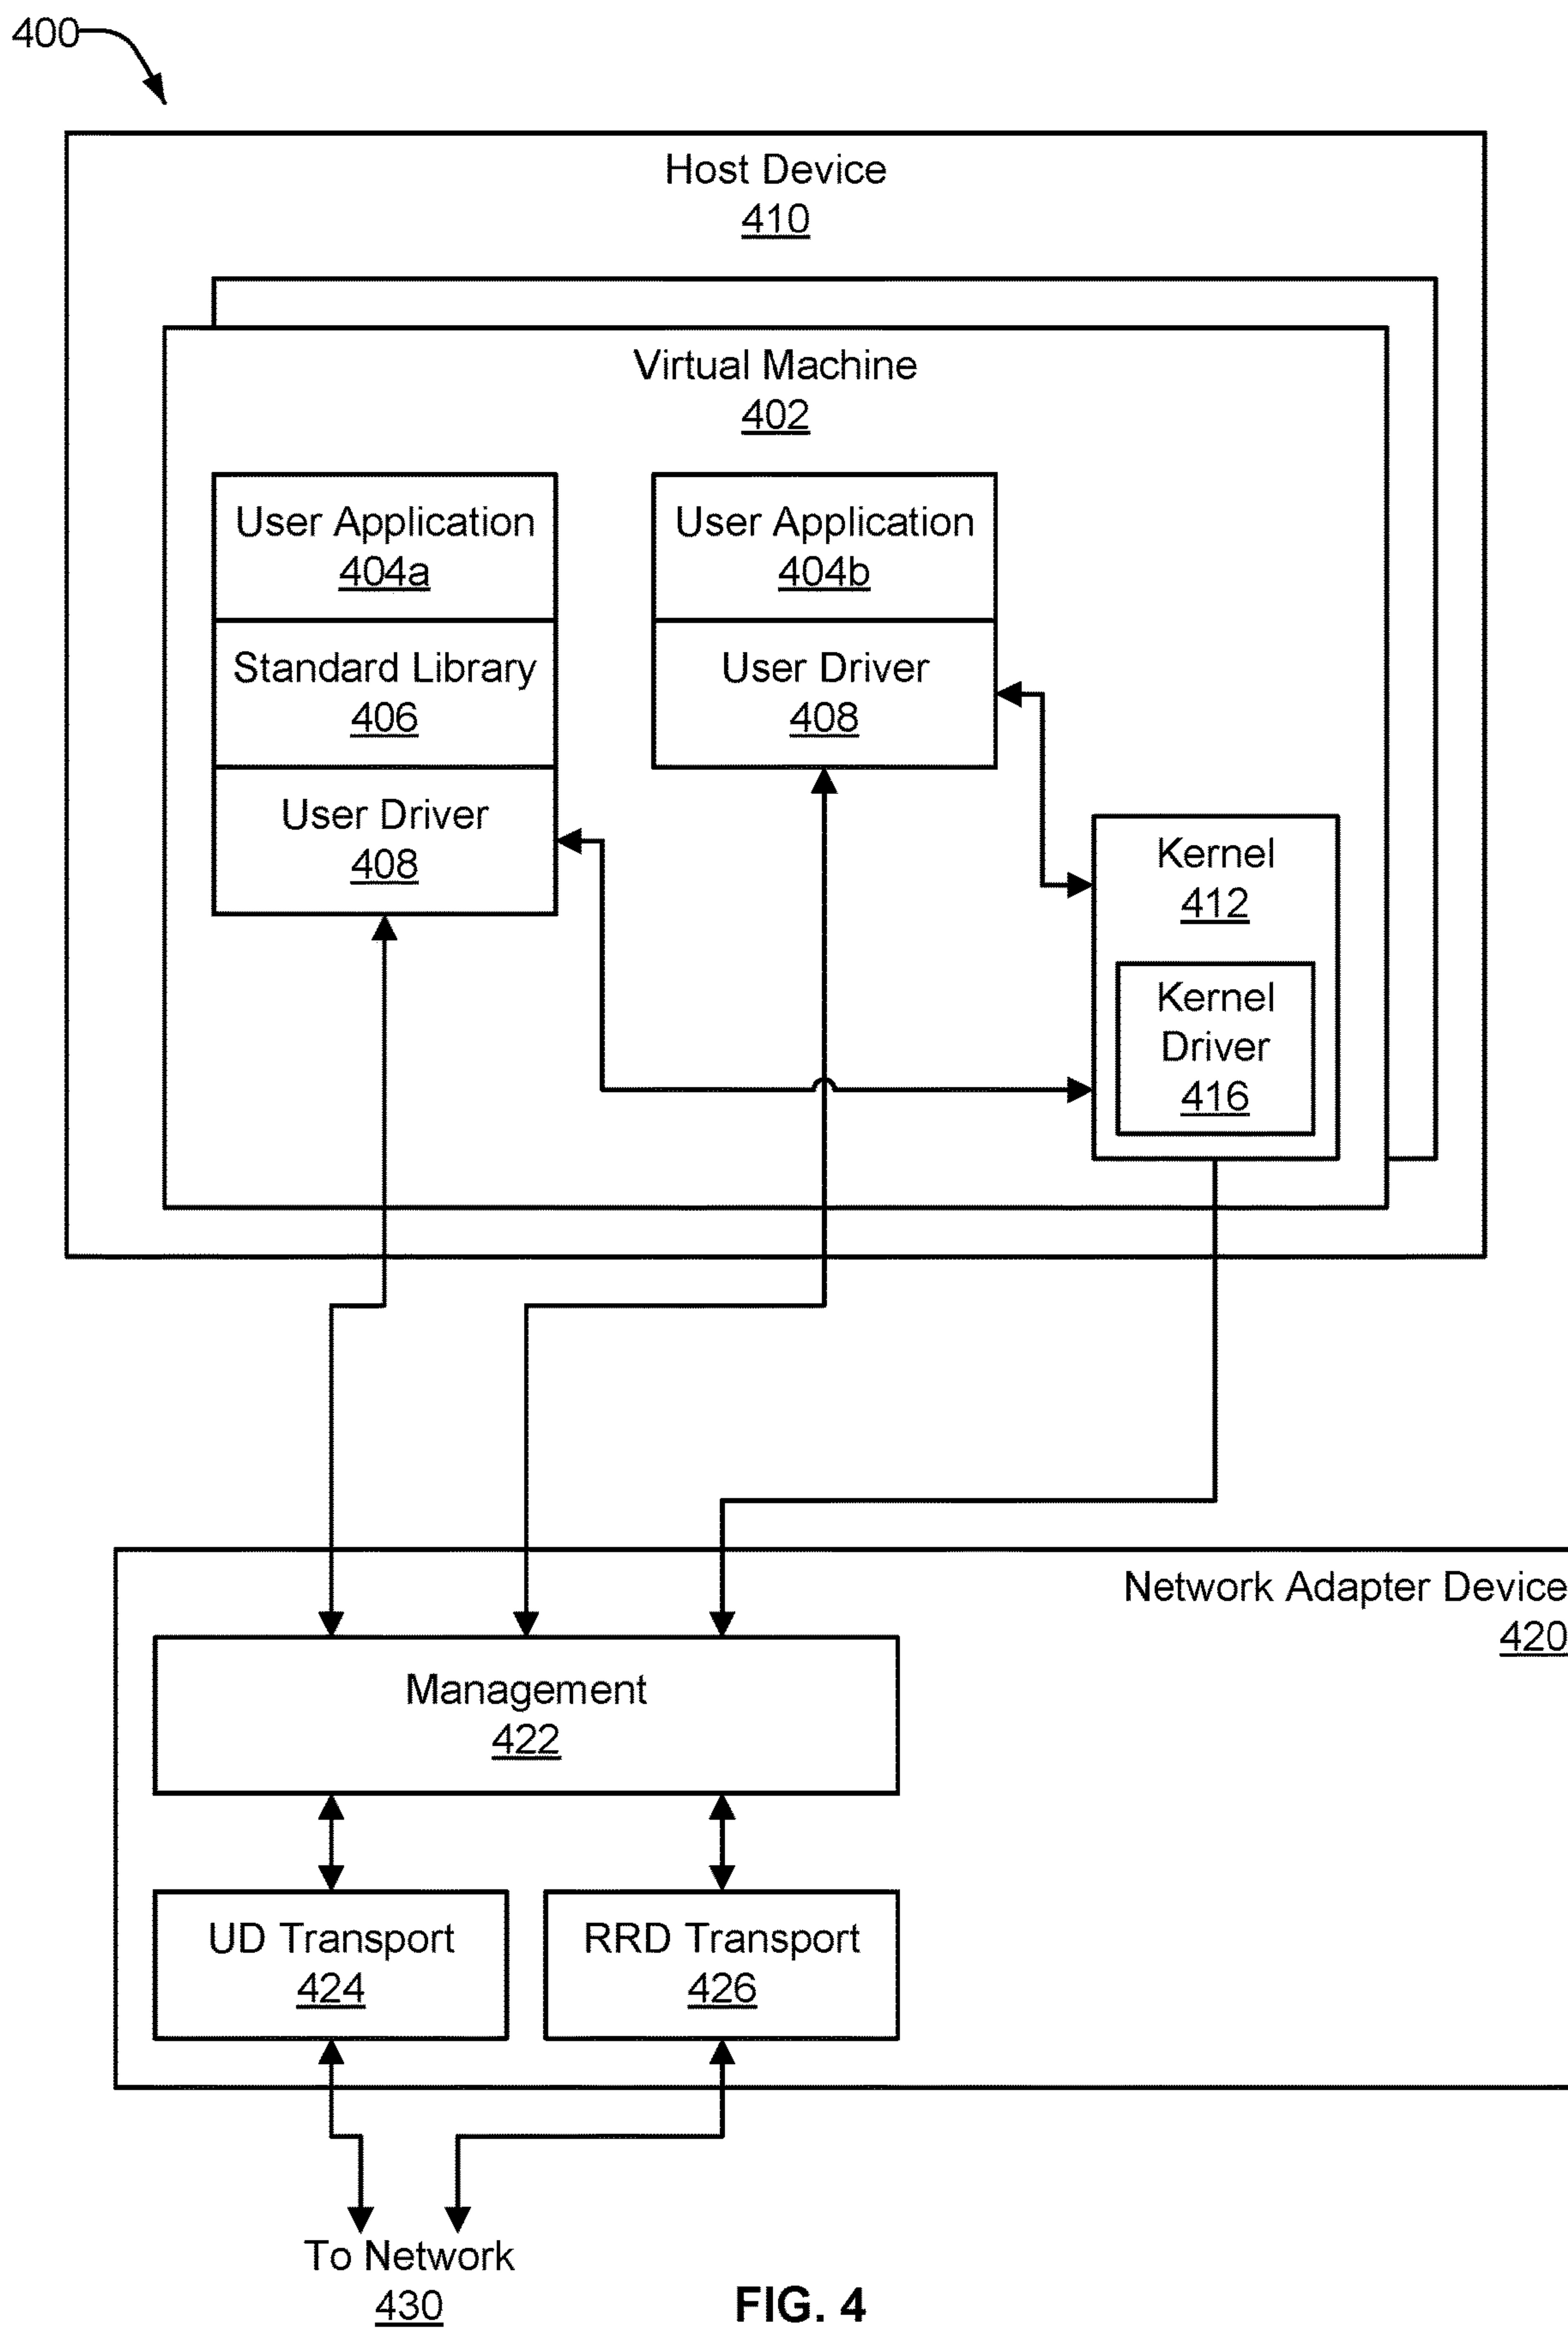 400
Host Device
410
Virtual Machine
402
User Application
404a
Standard Library
406
User Driver
408
User Application
404b
User Driver
408
Kernel
412
Kernel
Driver
416
Network Adapter Device
420
Management
422
UD Transport
424
RRD Transport
426
To Network
430
FIG. 4